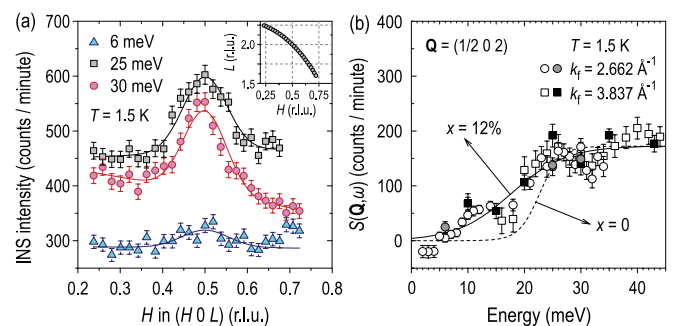 (a)
6 meV
25 meV
30 meV
T = 1.5 K
INS intensity (counts / minute)
700
600
500
400
300
0.2 0.3 0.4 0.5 0.6 0.7 0.8
H in (H 0 L) (r.l.u.)
L (r.l.u.)
2.25
2
1.75
0.25 0.5 0.75
H (r.l.u.)
(b)
Q = (1/2 0 2)
T = 1.5 K
kf = 2.662 Å-1
kf = 3.837 Å-1
x = 12%
x = 0
S(Q,ω) (counts / minute)
400
300
200
100
0
0 10 20 30 40
Energy (meV)